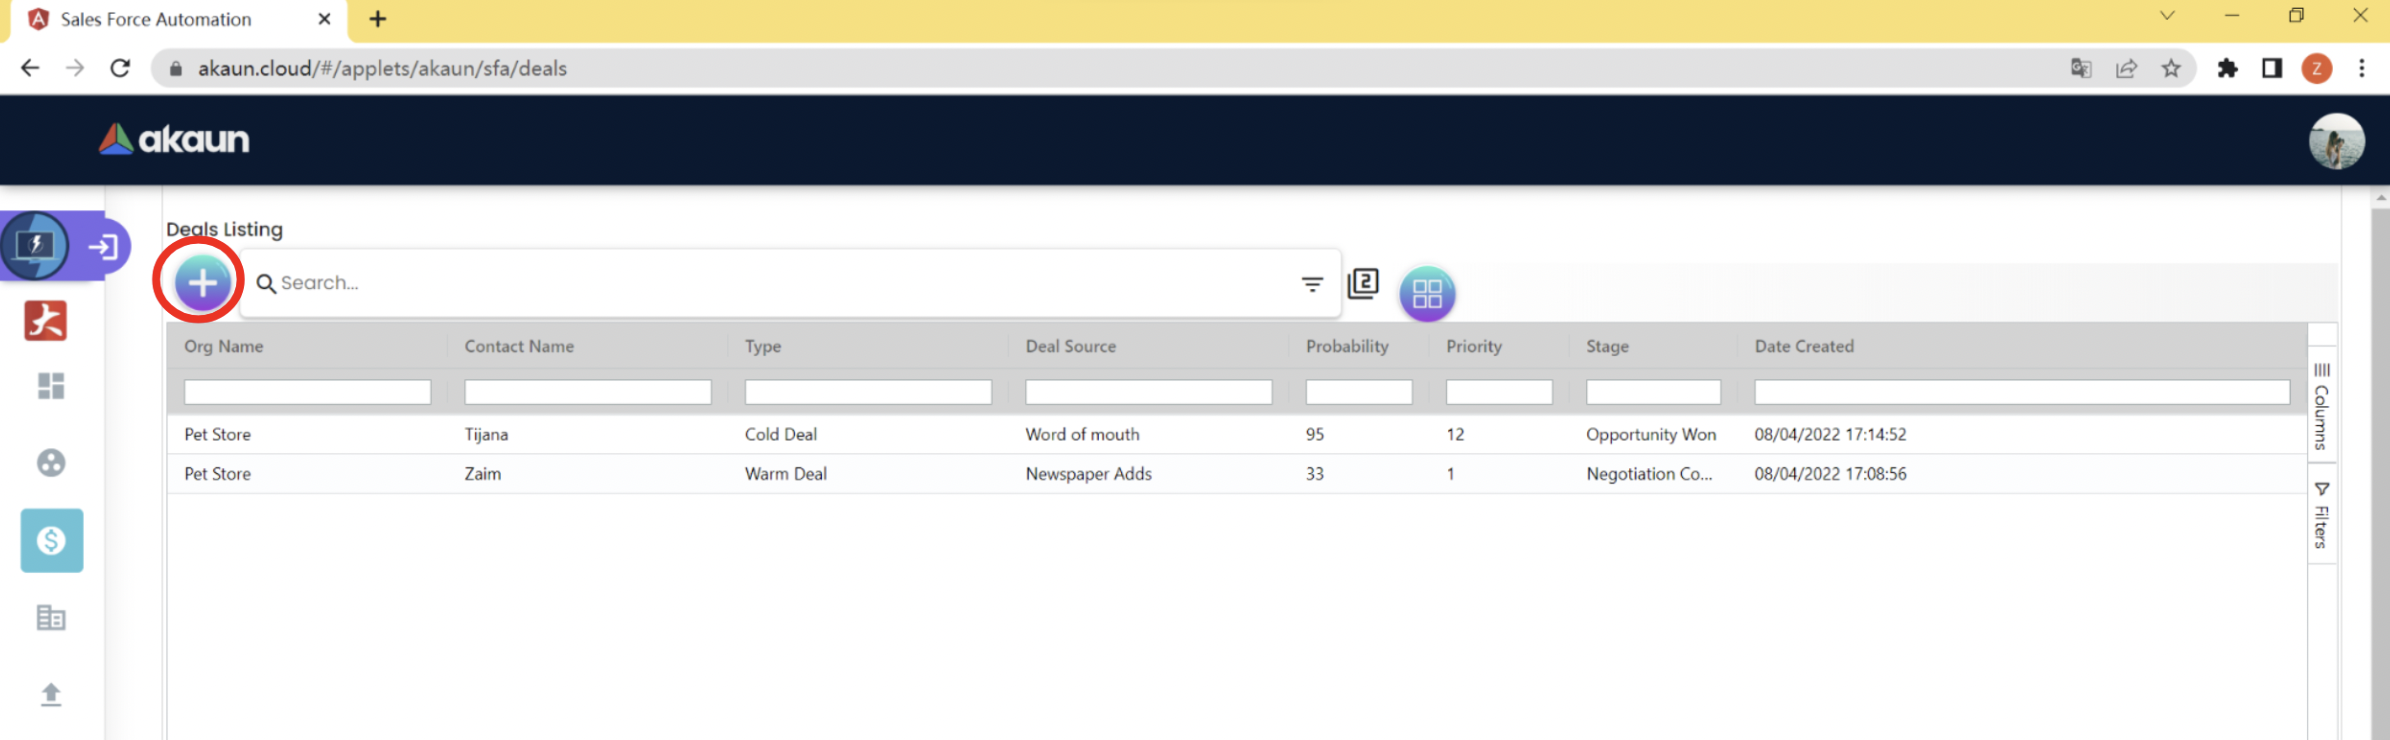 Sales Force Automation
akaun.cloud/#/applets/akaun/sfa/deals
Z
akaun
Deals Listing
Search...
2
Org Name Contact Name Type Deal Source Probability Priority Stage Date Created
Pet Store Tijana Cold Deal Word of mouth 95 12 Opportunity Won 08/04/2022 17:14:52
Pet Store Zaim Warm Deal Newspaper Adds 33 1 Negotiation Co... 08/04/2022 17:08:56
Columns
Filters